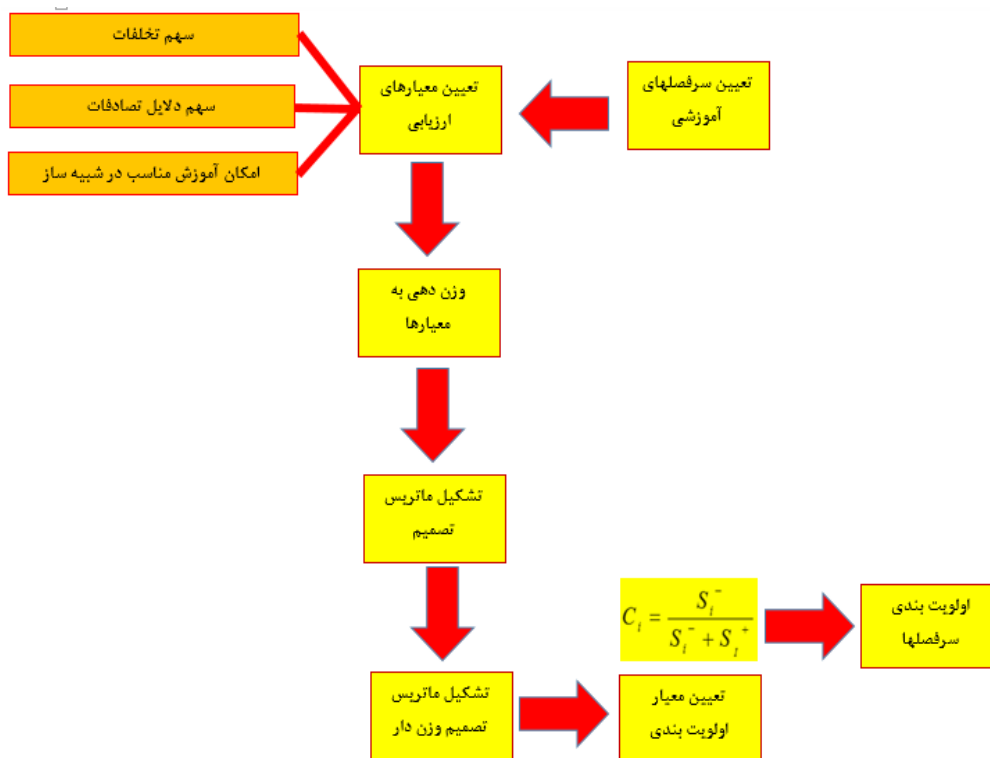 سهم تخلفات
سهم دلایل تصادفات
امکان آموزش مناسب در شبیه ساز
تعیین سرفصلهای
آموزشی
تعیین معیارهای
ارزیابی
وزن دهی به
معیارها
تشکیل ماتریس
تصمیم
تشکیل ماتریس
تصمیم وزن دار
C_i = S_i^- / (S_i^- + S_i^+)
تعیین معیار
اولویت بندی
اولویت بندی
سرفصلها